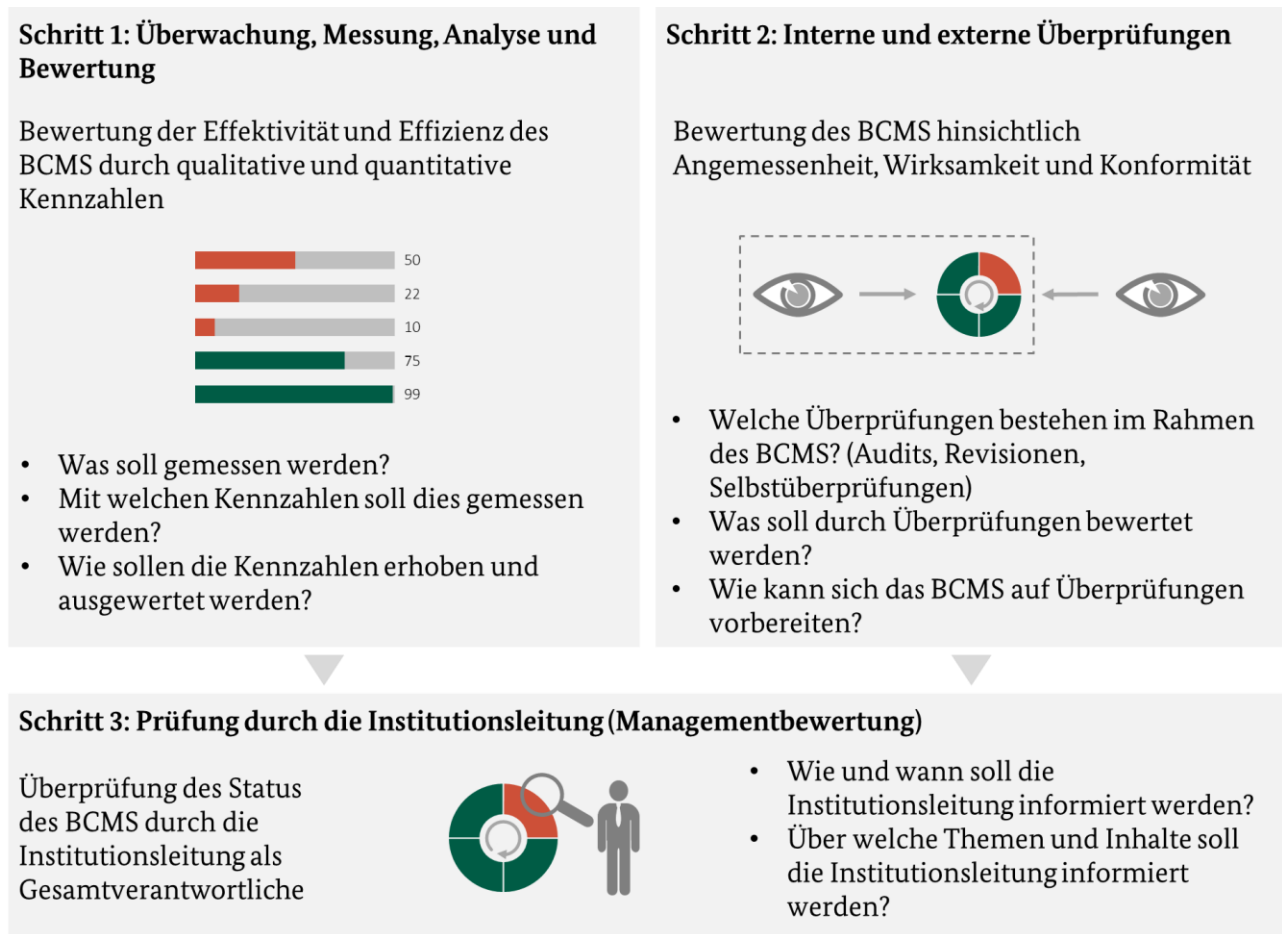 Schritt 1: Überwachung, Messung, Analyse und
Bewertung
Bewertung der Effektivität und Effizienz des
BCMS durch qualitative und quantitative
Kennzahlen
50
22
10
75
99
• Was soll gemessen werden?
• Mit welchen Kennzahlen soll dies gemessen
werden?
• Wie sollen die Kennzahlen erhoben und
ausgewertet werden?
Schritt 2: Interne und externe Überprüfungen
Bewertung des BCMS hinsichtlich
Angemessenheit, Wirksamkeit und Konformität
• Welche Überprüfungen bestehen im Rahmen
des BCMS? (Audits, Revisionen,
Selbstüberprüfungen)
• Was soll durch Überprüfungen bewertet
werden?
• Wie kann sich das BCMS auf Überprüfungen
vorbereiten?
Schritt 3: Prüfung durch die Institutionsleitung (Managementbewertung)
Überprüfung des Status
des BCMS durch die
Institutionsleitung als
Gesamtverantwortliche
• Wie und wann soll die
Institutionsleitung informiert werden?
• Über welche Themen und Inhalte soll
die Institutionsleitung informiert
werden?